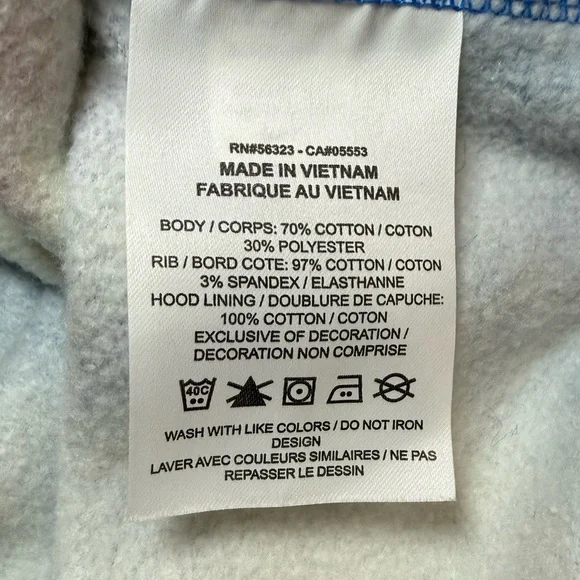 RN#56323 - CA#05553
MADE IN VIETNAM
FABRIQUE AU VIETNAM
BODY / CORPS: 70% COTTON / COTON
30% POLYESTER
RIB / BORD COTE: 97% COTTON / COTON
3% SPANDEX / ELASTHANNE
HOOD LINING / DOUBLURE DE CAPUCHE:
100% COTTON / COTON
EXCLUSIVE OF DECORATION /
DECORATION NON COMPRISE
40C
WASH WITH LIKE COLORS / DO NOT IRON
DESIGN
LAVER AVEC COULEURS SIMILAIRES / NE PAS
REPASSER LE DESSIN